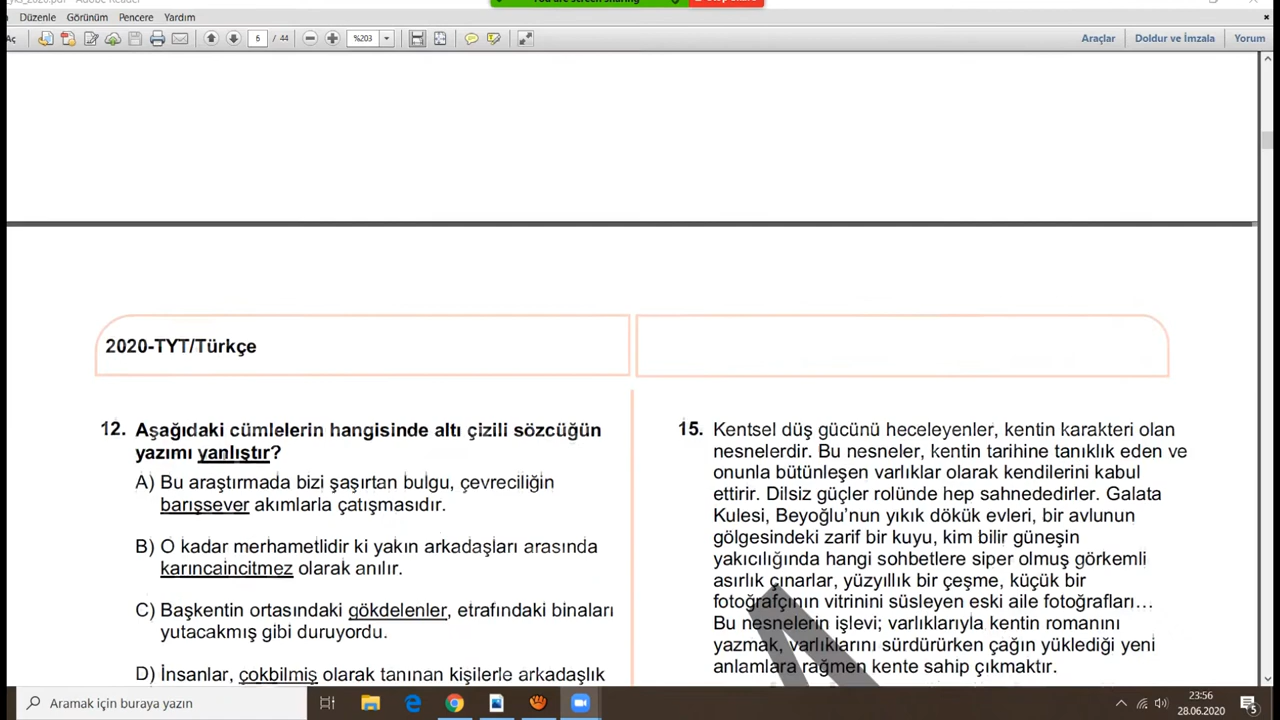 Düzenle Görünüm Pencere Yardım
6 / 44 %203
Araçlar Doldur ve İmzala Yorum
2020-TYT/Türkçe
12. Aşağıdaki cümlelerin hangisinde altı çizili sözcüğün
yazımı yanlıştır?
A) Bu araştırmada bizi şaşırtan bulgu, çevreciliğin
barışsever akımlarla çatışmasıdır.
B) O kadar merhametlidir ki yakın arkadaşları arasında
karıncaincitmez olarak anılır.
C) Başkentin ortasındaki gökdelenler, etrafındaki binaları
yutacakmış gibi duruyordu.
D) İnsanlar, çokbilmiş olarak tanınan kişilerle arkadaşlık
15. Kentsel düş gücünü heceleyenler, kentin karakteri olan
nesnelerdir. Bu nesneler, kentin tarihine tanıklık eden ve
onunla bütünleşen varlıklar olarak kendilerini kabul
ettirir. Dilsiz güçler rolünde hep sahnededirler. Galata
Kulesi, Beyoğlu’nun yıkık dökük evleri, bir avlunun
gölgesindeki zarif bir kuyu, kim bilir güneşin
yakıcılığında hangi sohbetlere siper olmuş görkemli
asırlık çınarlar, yüzyıllık bir çeşme, küçük bir
fotoğrafçının vitrinini süsleyen eski aile fotoğrafları…
Bu nesnelerin işlevi; varlıklarıyla kentin romanını
yazmak, varlıklarını sürdürürken çağın yüklediği yeni
anlamlara rağmen kente sahip çıkmaktır.
Aramak için buraya yazın
23:56
28.06.2020
5